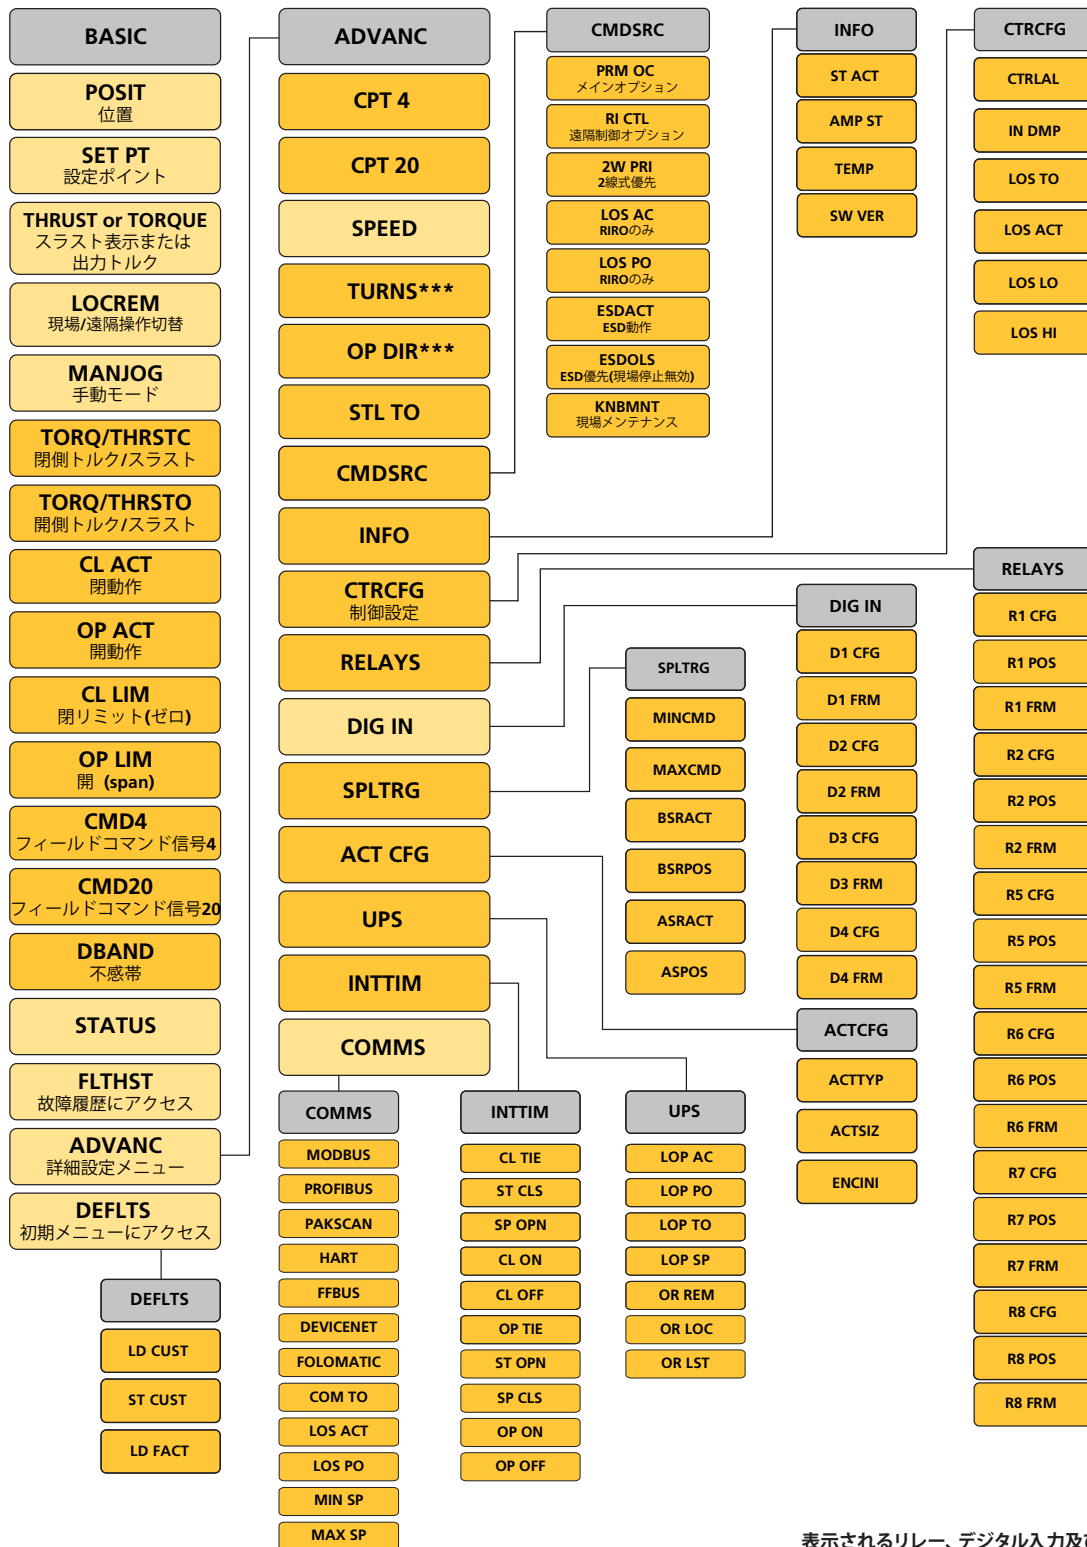 BASIC
POSIT
位置
SET PT
設定ポイント
THRUST or TORQUE
スラスト表示または
出力トルク
LOCREM
現場/遠隔操作切替
MANJOG
手動モード
TORQ/THRSTC
閉側トルク/スラスト
TORQ/THRSTO
開側トルク/スラスト
CL ACT
閉動作
OP ACT
開動作
CL LIM
閉リミット(ゼロ)
OP LIM
開 (span)
CMD4
フィールドコマンド信号4
CMD20
フィールドコマンド信号20
DBAND
不感帯
STATUS
FLTHST
故障履歴にアクセス
ADVANC
詳細設定メニュー
DEFLTS
初期メニューにアクセス
DEFLTS
LD CUST
ST CUST
LD FACT
ADVANC
CPT 4
CPT 20
SPEED
TURNS***
OP DIR***
STL TO
CMDSRC
INFO
CTRCFG
制御設定
RELAYS
DIG IN
SPLTRG
ACT CFG
UPS
INTTIM
COMMS
COMMS
MODBUS
PROFIBUS
PAKSCAN
HART
FFBUS
DEVICENET
FOLOMATIC
COM TO
LOS ACT
LOS PO
MIN SP
MAX SP
CMDSRC
PRM OC
メインオプション
RI CTL
遠隔制御オプション
2W PRI
2線式優先
LOS AC
RIROのみ
LOS PO
RIROのみ
ESDACT
ESD動作
ESDOLS
ESD優先(現場停止無効)
KNBMNT
現場メンテナンス
INTTIM
CL TIE
ST CLS
SP OPN
CL ON
CL OFF
OP TIE
ST OPN
SP CLS
OP ON
OP OFF
SPLTRG
MINCMD
MAXCMD
BSRACT
BSRPOS
ASRACT
ASPOS
UPS
LOP AC
LOP PO
LOP TO
LOP SP
OR REM
OR LOC
OR LST
INFO
ST ACT
AMP ST
TEMP
SW VER
DIG IN
D1 CFG
D1 FRM
D2 CFG
D2 FRM
D3 CFG
D3 FRM
D4 CFG
D4 FRM
ACTCFG
ACTTYP
ACTSIZ
ENCINI
CTRCFG
CTRLAL
IN DMP
LOS TO
LOS ACT
LOS LO
LOS HI
RELAYS
R1 CFG
R1 POS
R1 FRM
R2 CFG
R2 POS
R2 FRM
R5 CFG
R5 POS
R5 FRM
R6 CFG
R6 POS
R6 FRM
R7 CFG
R7 POS
R7 FRM
R8 CFG
R8 POS
R8 FRM
表示されるリレー、デジタル入力及び